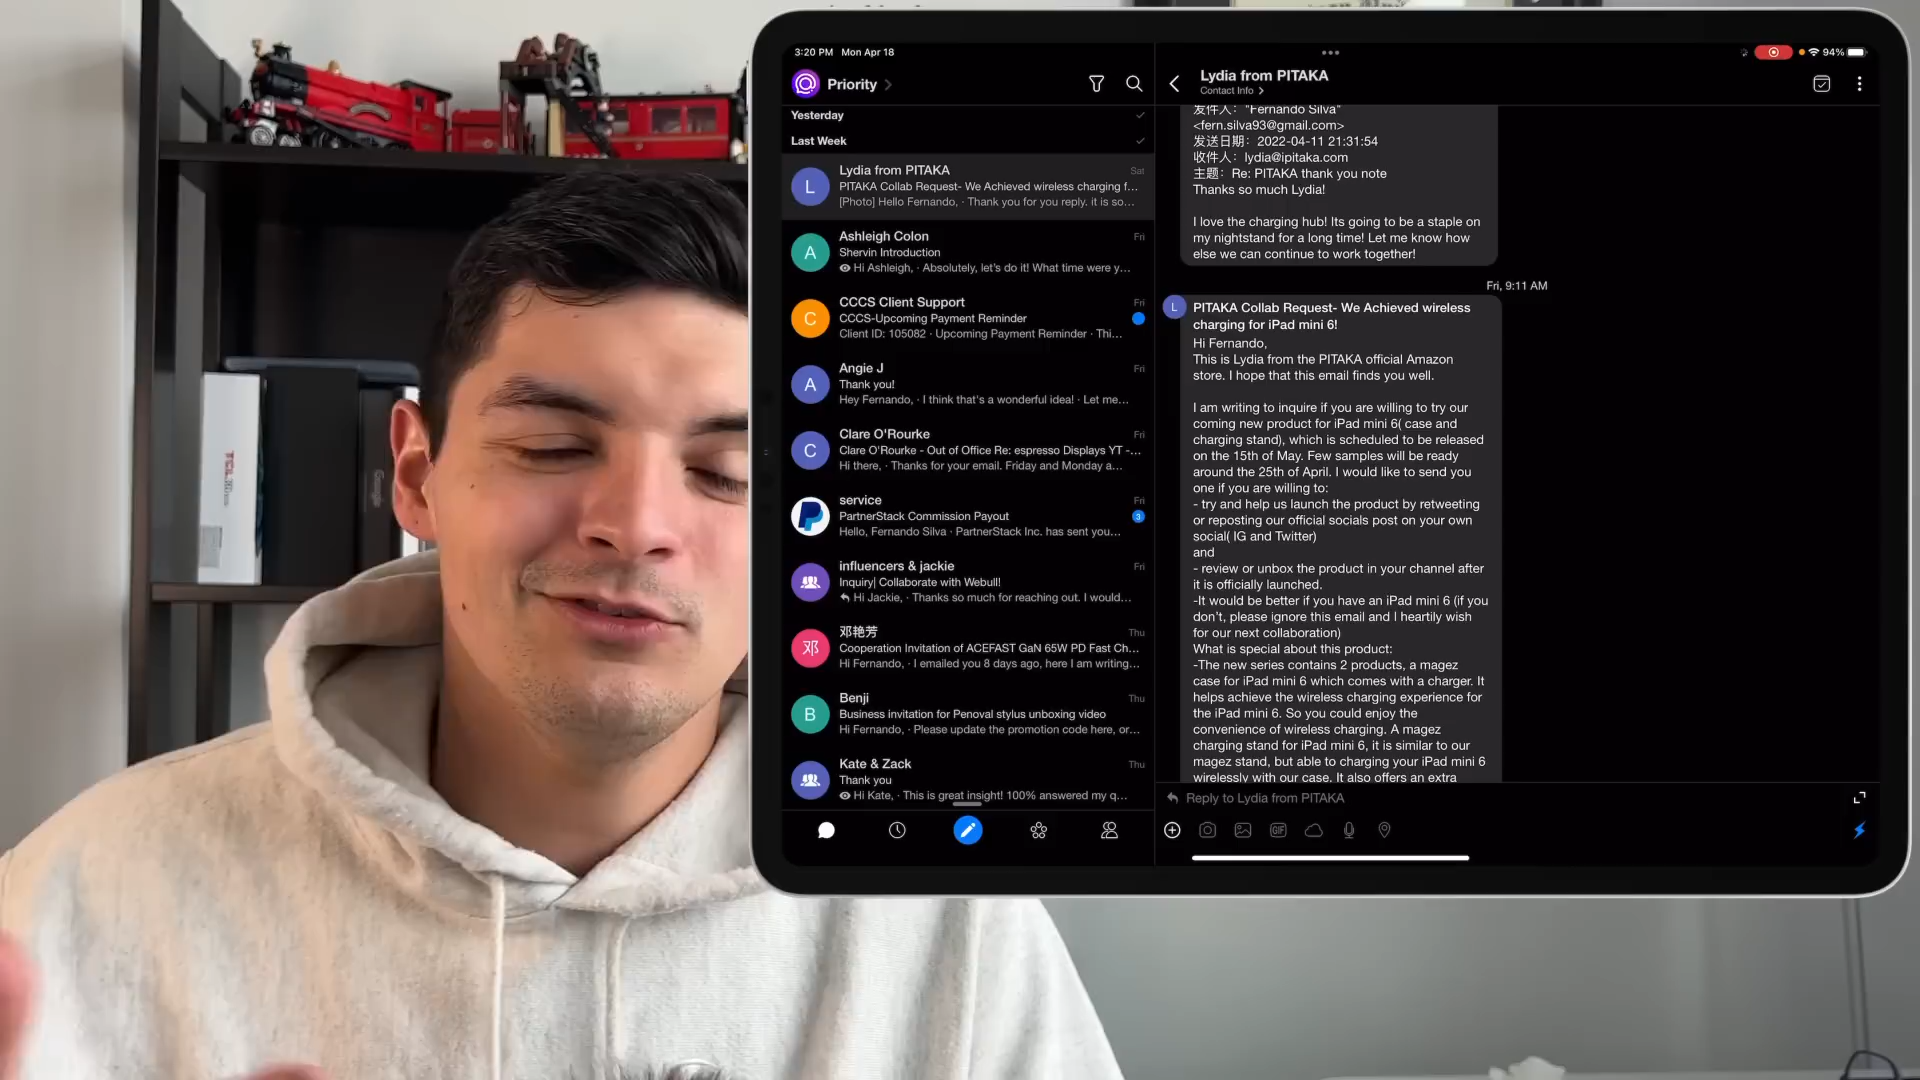 3:20 PM Mon Apr 18
94%
Priority
Yesterday
Last Week
L
Lydia from PITAKA
Sat
PITAKA Collab Request- We Achieved wireless charging f...
[Photo] Hello Fernando, · Thank you for you reply. it is so...
A
Ashleigh Colon
Fri
Shervin Introduction
Hi Ashleigh, · Absolutely, let's do it! What time were y...
C
CCCS Client Support
Fri
CCCS-Upcoming Payment Reminder
Client ID: 105082 · Upcoming Payment Reminder · Thi...
A
Angie J
Fri
Thank you!
Hey Fernando, · I think that's a wonderful idea! · Let me...
C
Clare O'Rourke
Fri
Clare O'Rourke - Out of Office Re: espresso Displays YT -...
Hi there, · Thanks for your email. Friday and Monday a...
service
Fri
PartnerStack Commission Payout
3
Hello, Fernando Silva · PartnerStack Inc. has sent you...
influencers & jackie
Fri
Inquiry| Collaborate with Webull!
Hi Jackie, · Thanks so much for reaching out. I would...
邓
邓艳芳
Thu
Cooperation Invitation of ACEFAST GaN 65W PD Fast Ch...
Hi Fernando, · I emailed you 8 days ago, here I am writing...
B
Benji
Thu
Business invitation for Penoval stylus unboxing video
Hi Fernando, · Please update the promotion code here, or...
Kate & Zack
Thu
Thank you
Hi Kate, · This is great insight! 100% answered my q...
Lydia from PITAKA
Contact Info
发件人： "Fernando Silva"
<fern.silva93@gmail.com>
发送日期：2022-04-11 21:31:54
收件人：lydia@ipitaka.com
主题：Re: PITAKA thank you note
Thanks so much Lydia!
I love the charging hub! Its going to be a staple on
my nightstand for a long time! Let me know how
else we can continue to work together!
Fri, 9:11 AM
L
PITAKA Collab Request- We Achieved wireless
charging for iPad mini 6!
Hi Fernando,
This is Lydia from the PITAKA official Amazon
store. I hope that this email finds you well.
I am writing to inquire if you are willing to try our
coming new product for iPad mini 6( case and
charging stand), which is scheduled to be released
on the 15th of May. Few samples will be ready
around the 25th of April. I would like to send you
one if you are willing to:
- try and help us launch the product by retweeting
or reposting our official socials post on your own
social( IG and Twitter)
and
- review or unbox the product in your channel after
it is officially launched.
-It would be better if you have an iPad mini 6 (if you
don't, please ignore this email and I heartily wish
for our next collaboration)
What is special about this product:
-The new series contains 2 products, a magez
case for iPad mini 6 which comes with a charger. It
helps achieve the wireless charging experience for
the iPad mini 6. So you could enjoy the
convenience of wireless charging. A magez
charging stand for iPad mini 6, it is similar to our
magez stand, but able to charging your iPad mini 6
wirelessly with our case. It also offers an extra
Reply to Lydia from PITAKA
GIF